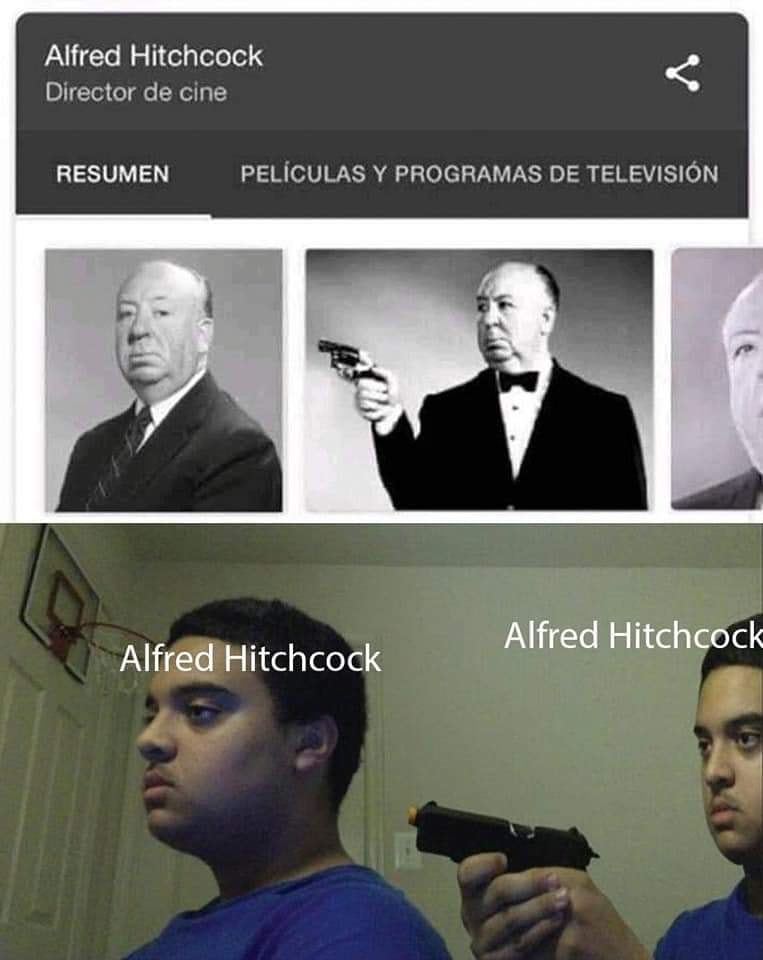 Alfred Hitchcock
Director de cine
RESUMEN PELÍCULAS Y PROGRAMAS DE TELEVISIÓN
Alfred Hitchcock
Alfred Hitchcock